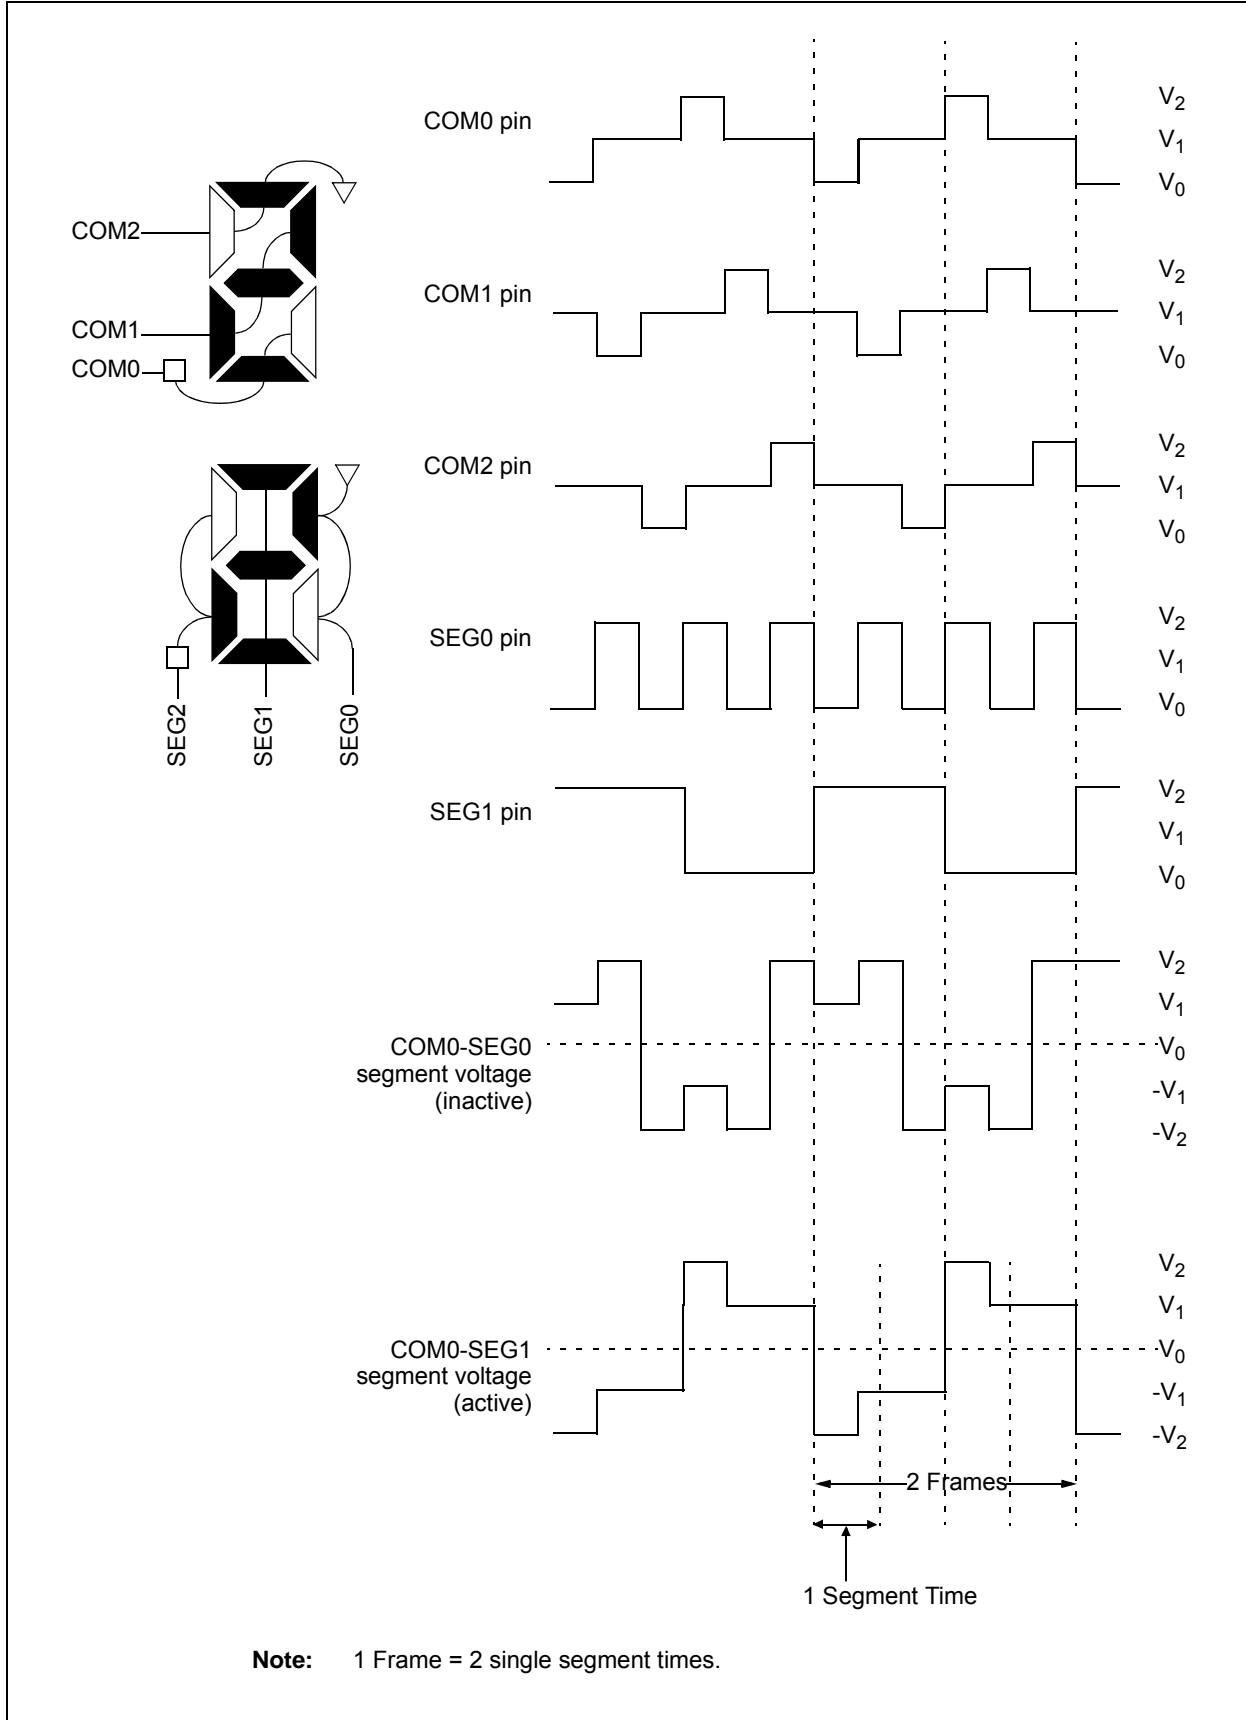 COM0 pin
V2
V1
V0
COM2
COM1
COM0
COM1 pin
V2
V1
V0
COM2 pin
V2
V1
V0
SEG2
SEG1
SEG0
SEG0 pin
V2
V1
V0
SEG1 pin
V2
V1
V0
COM0-SEG0
segment voltage
(inactive)
V2
V1
V0
-V1
-V2
COM0-SEG1
segment voltage
(active)
V2
V1
V0
-V1
-V2
2 Frames
1 Segment Time
Note: 1 Frame = 2 single segment times.